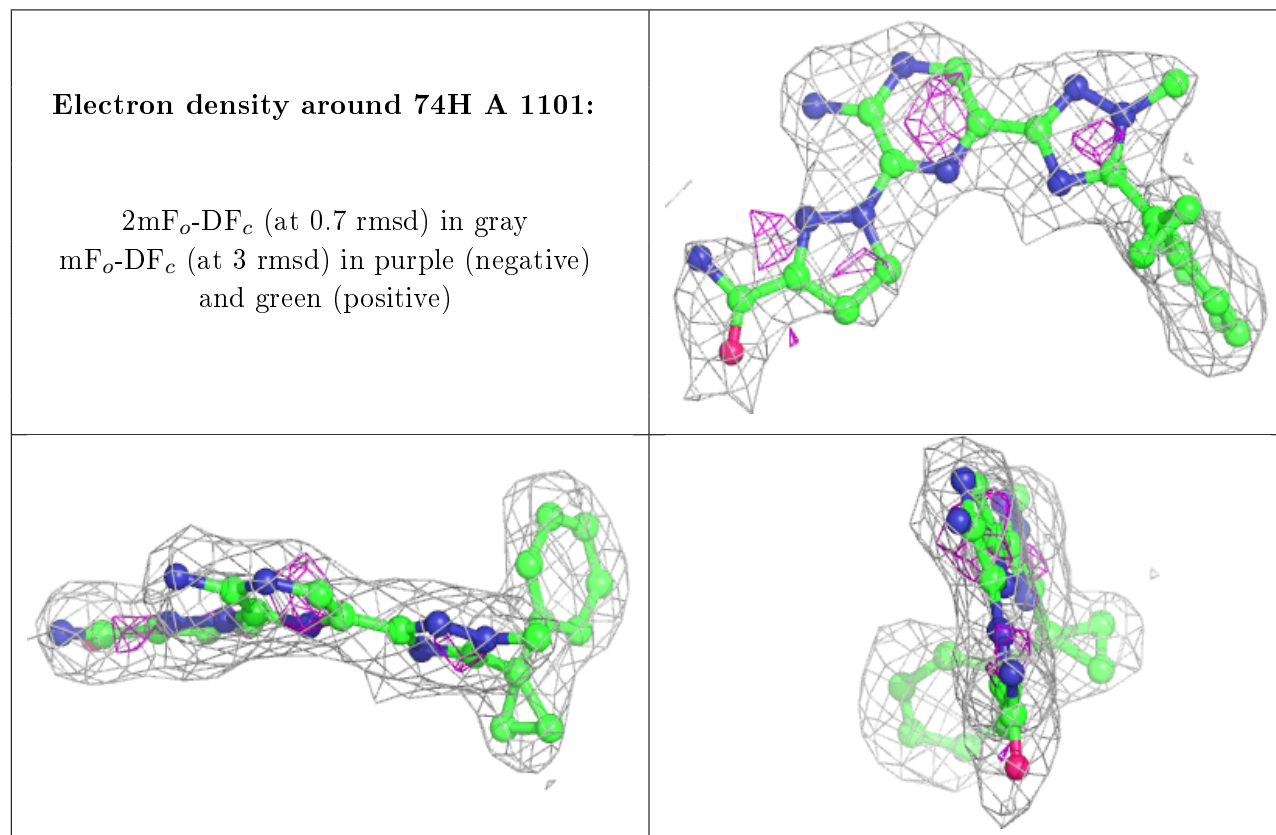 Electron density around 74H A 1101:
2mFo-DFc (at 0.7 rmsd) in gray
mFo-DFc (at 3 rmsd) in purple (negative)
and green (positive)